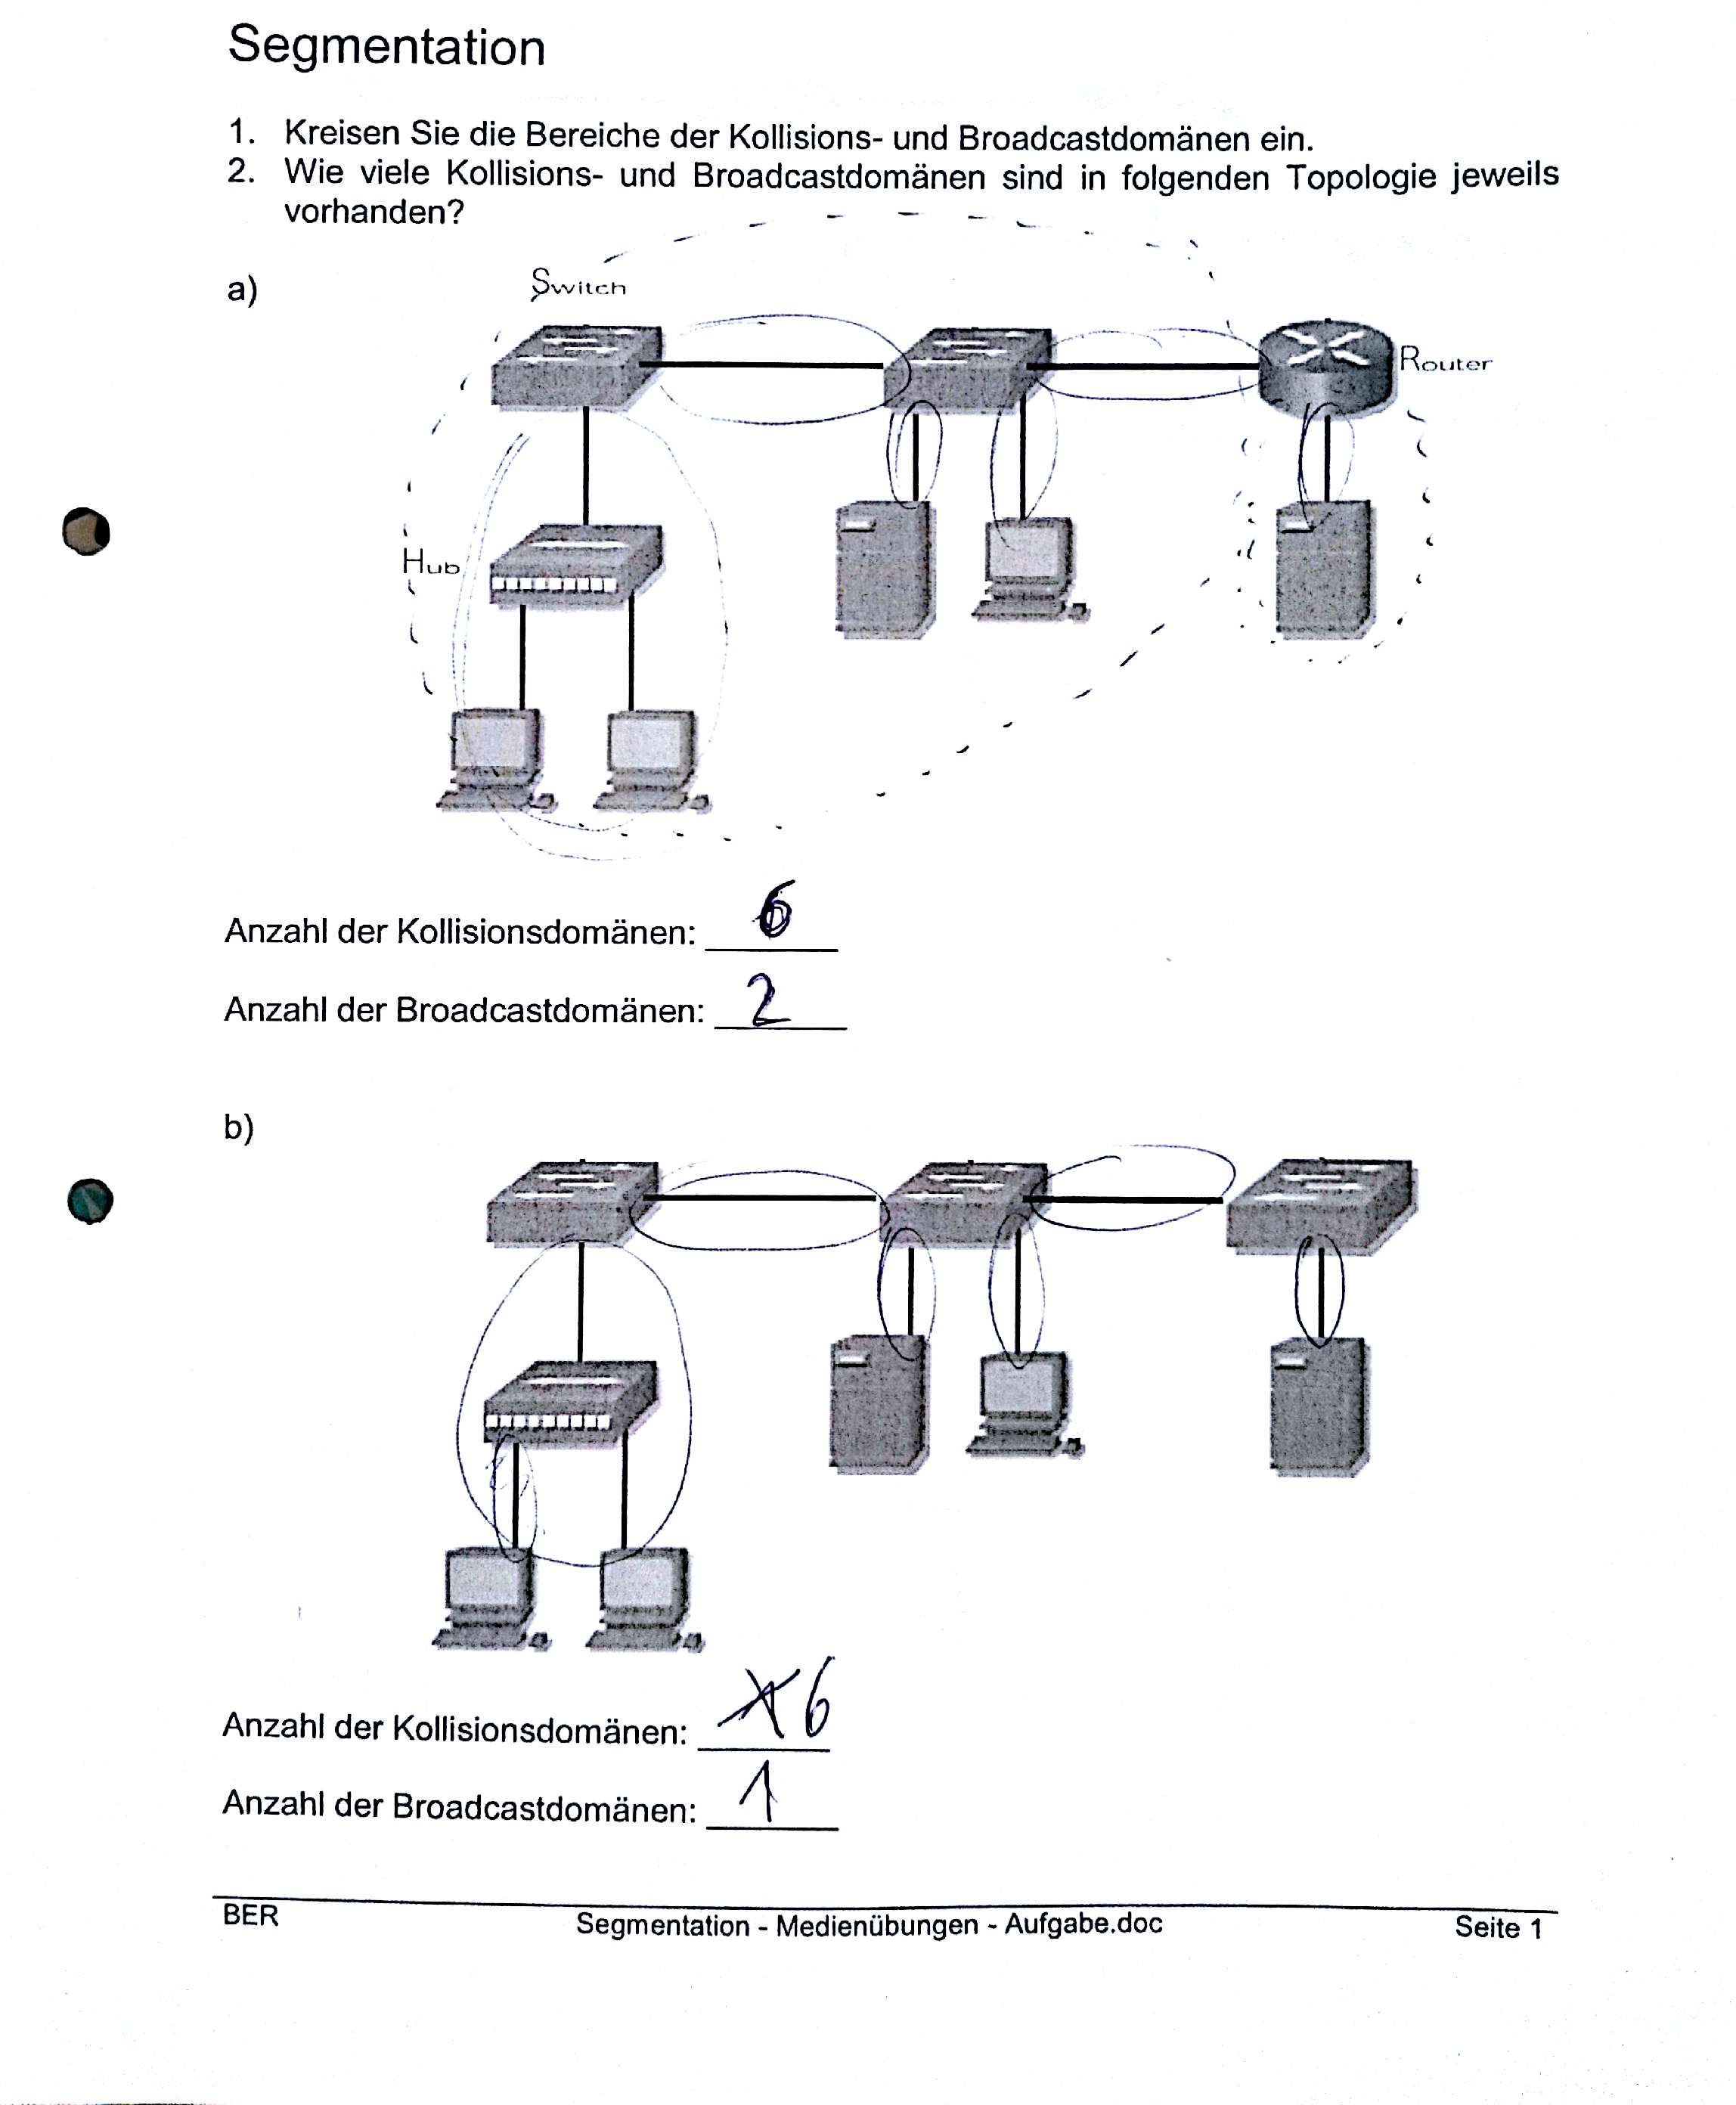 Segmentation
1. Kreisen Sie die Bereiche der Kollisions- und Broadcastdomänen ein.
2. Wie viele Kollisions- und Broadcastdomänen sind in folgenden Topologie jeweils
vorhanden?
a)
Switch
Router
Hub
Anzahl der Kollisionsdomänen: 6
Anzahl der Broadcastdomänen: 2
b)
Anzahl der Kollisionsdomänen: 6
Anzahl der Broadcastdomänen: 1
BER Segmentation - Medienübungen - Aufgabe.doc Seite 1